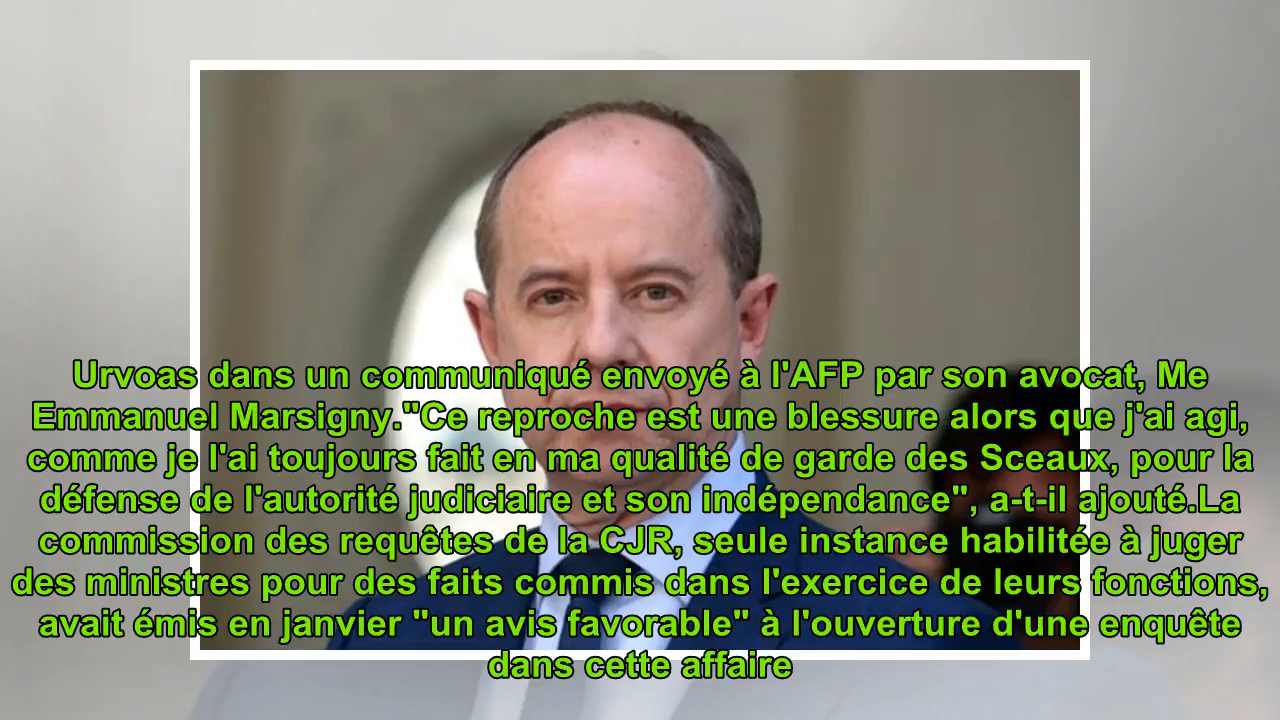 Urvoas dans un communiqué envoyé à l'AFP par son avocat, Me
Emmanuel Marsigny."Ce reproche est une blessure alors que j'ai agi,
comme je l'ai toujours fait en ma qualité de garde des Sceaux, pour la
défense de l'autorité judiciaire et son indépendance", a-t-il ajouté.La
commission des requêtes de la CJR, seule instance habilitée à juger
des ministres pour des faits commis dans l'exercice de leurs fonctions,
avait émis en janvier "un avis favorable" à l'ouverture d'une enquête
dans cette affaire